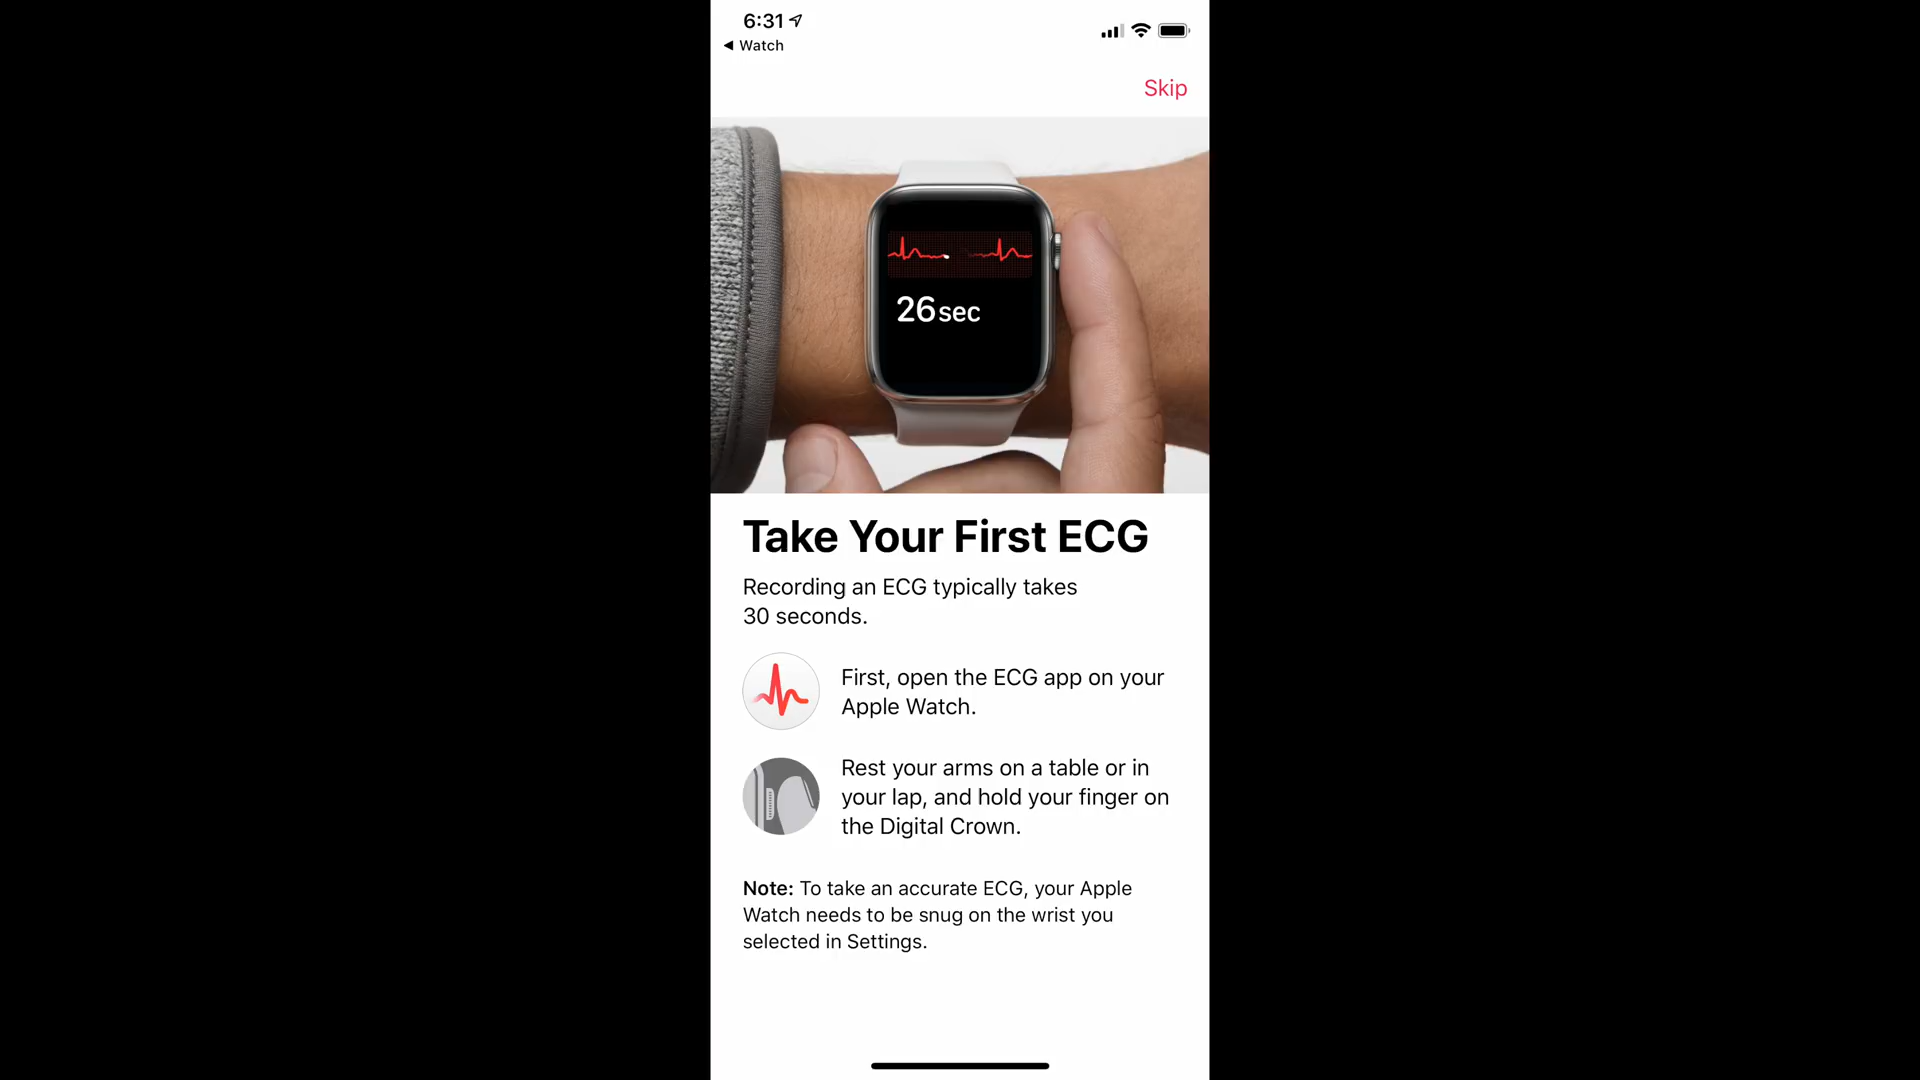 6:31
◀ Watch
Skip
26sec
Take Your First ECG
Recording an ECG typically takes
30 seconds.
First, open the ECG app on your
Apple Watch.
Rest your arms on a table or in
your lap, and hold your finger on
the Digital Crown.
Note: To take an accurate ECG, your Apple
Watch needs to be snug on the wrist you
selected in Settings.